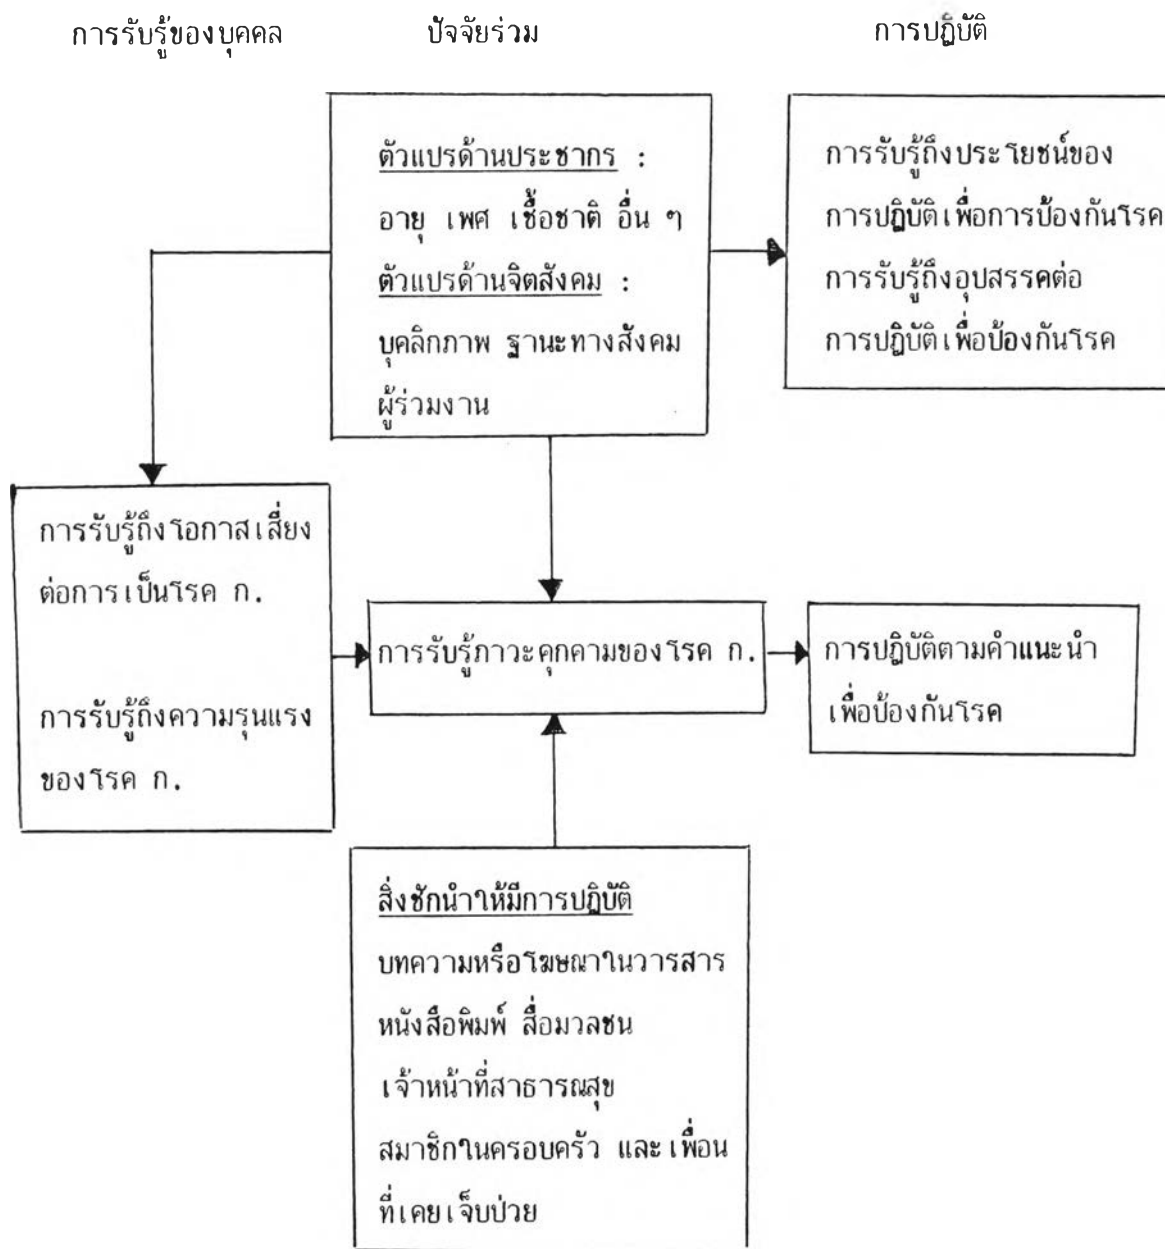 การรับรู้ของบุคคล
ปัจจัยร่วม
การปฏิบัติ
ตัวแปรด้านประชากร :
อายุ เพศ เชื้อชาติ อื่น ๆ
ตัวแปรด้านจิตสังคม :
บุคลิกภาพ ฐานะทางสังคม
ผู้ร่วมงาน
การรับรู้ถึงประโยชน์ของ
การปฏิบัติเพื่อการป้องกันโรค
การรับรู้ถึงอุปสรรคต่อ
การปฏิบัติเพื่อป้องกันโรค
การรับรู้ถึงโอกาสเสี่ยง
ต่อการเป็นโรค ก.
การรับรู้ถึงความรุนแรง
ของโรค ก.
การรับรู้ภาวะคุกคามของโรค ก.
การปฏิบัติตามคำแนะนำ
เพื่อป้องกันโรค
สิ่งชักนำให้มีการปฏิบัติ
บทความหรือโฆษณาในวารสาร
หนังสือพิมพ์ สื่อมวลชน
เจ้าหน้าที่สาธารณสุข
สมาชิกในครอบครัว และเพื่อน
ที่เคยเจ็บป่วย